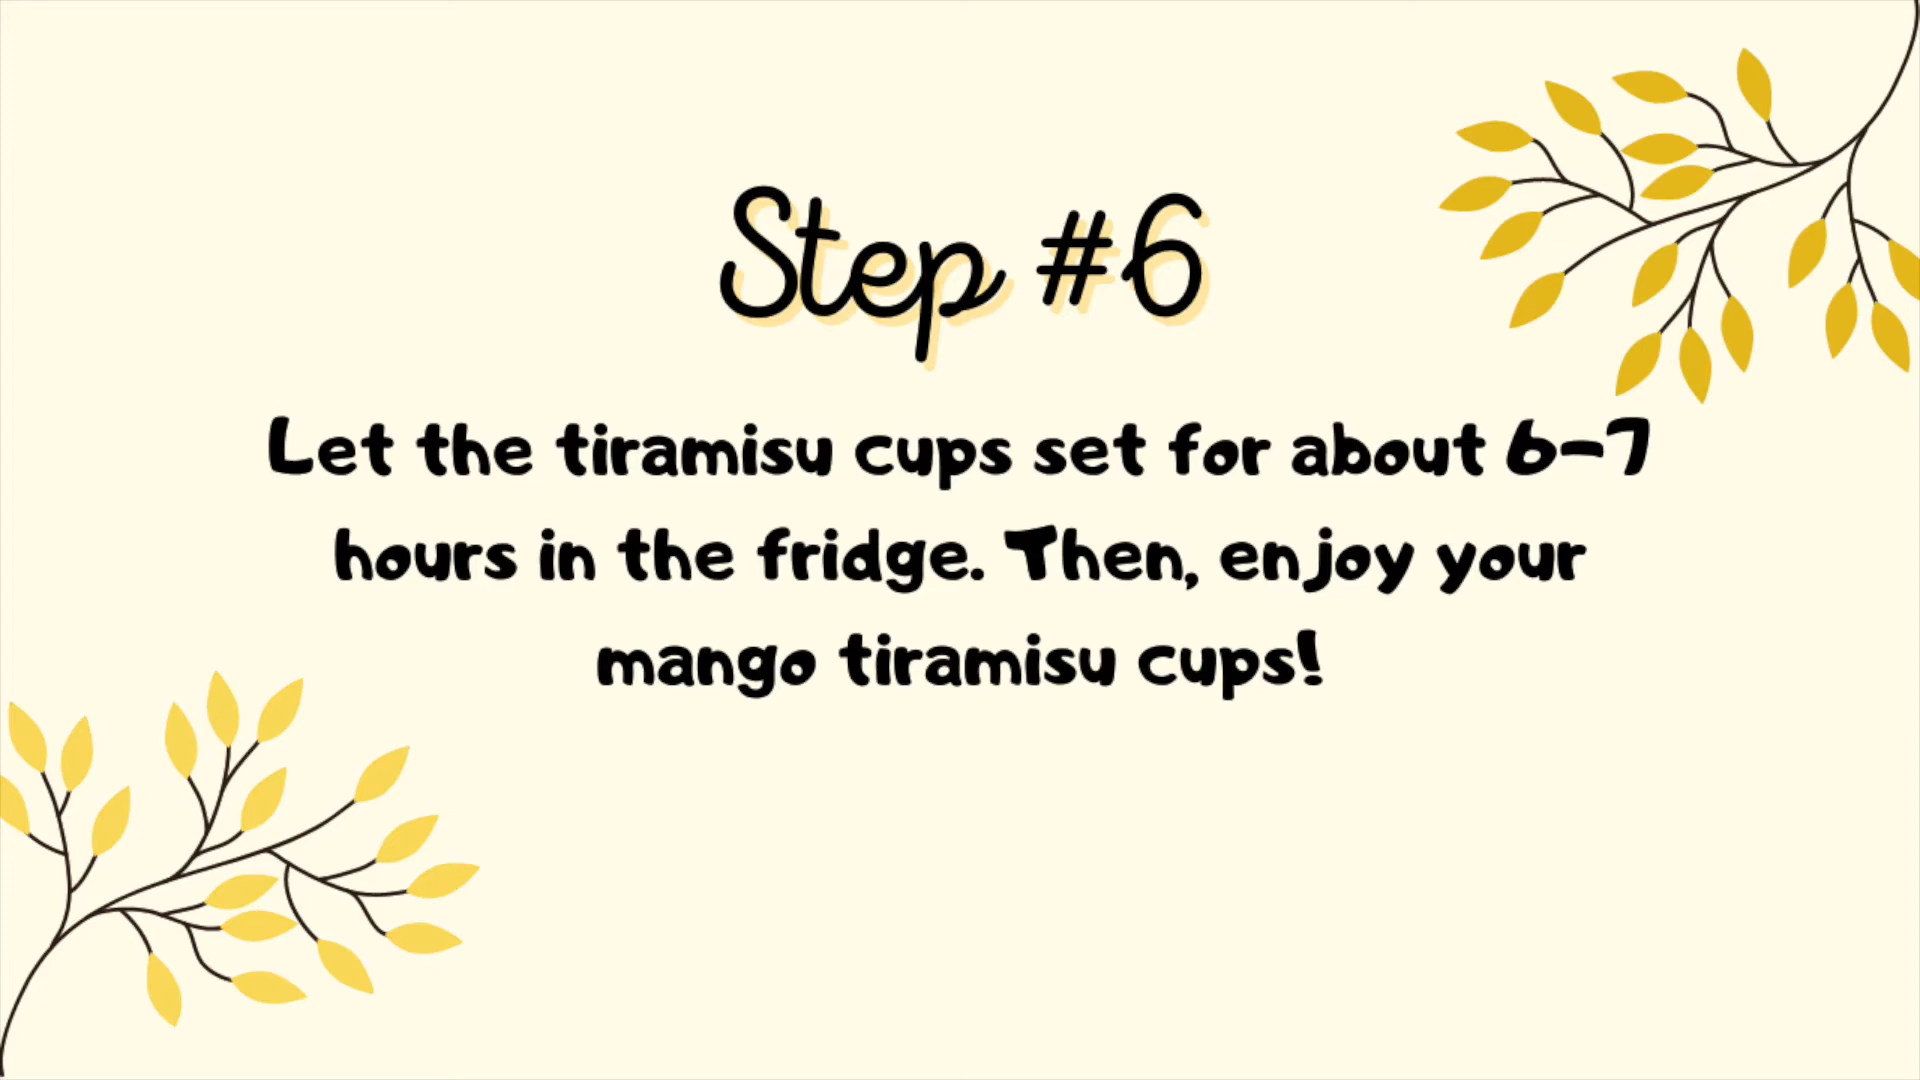 Step #6
Let the tiramisu cups set for about 6-7
hours in the fridge. Then, enjoy your
mango tiramisu cups!